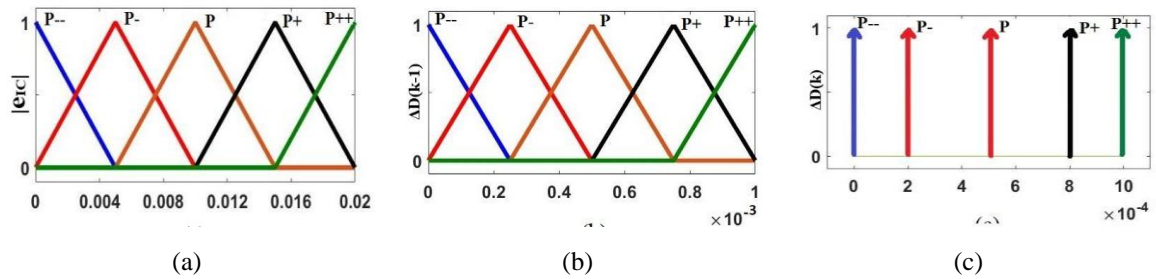 P-- P- P P+ P++
1
|eIC|
0
0 0.004 0.008 0.012 0.016 0.02
P-- P- P P+ P++
1
ΔD(k-1)
0
0 0.2 0.4 0.6 0.8 1
×10-3
P-- P- P P+ P++
1
ΔD(k)
0
0 2 4 6 8 10
×10-4
(a) (b) (c)